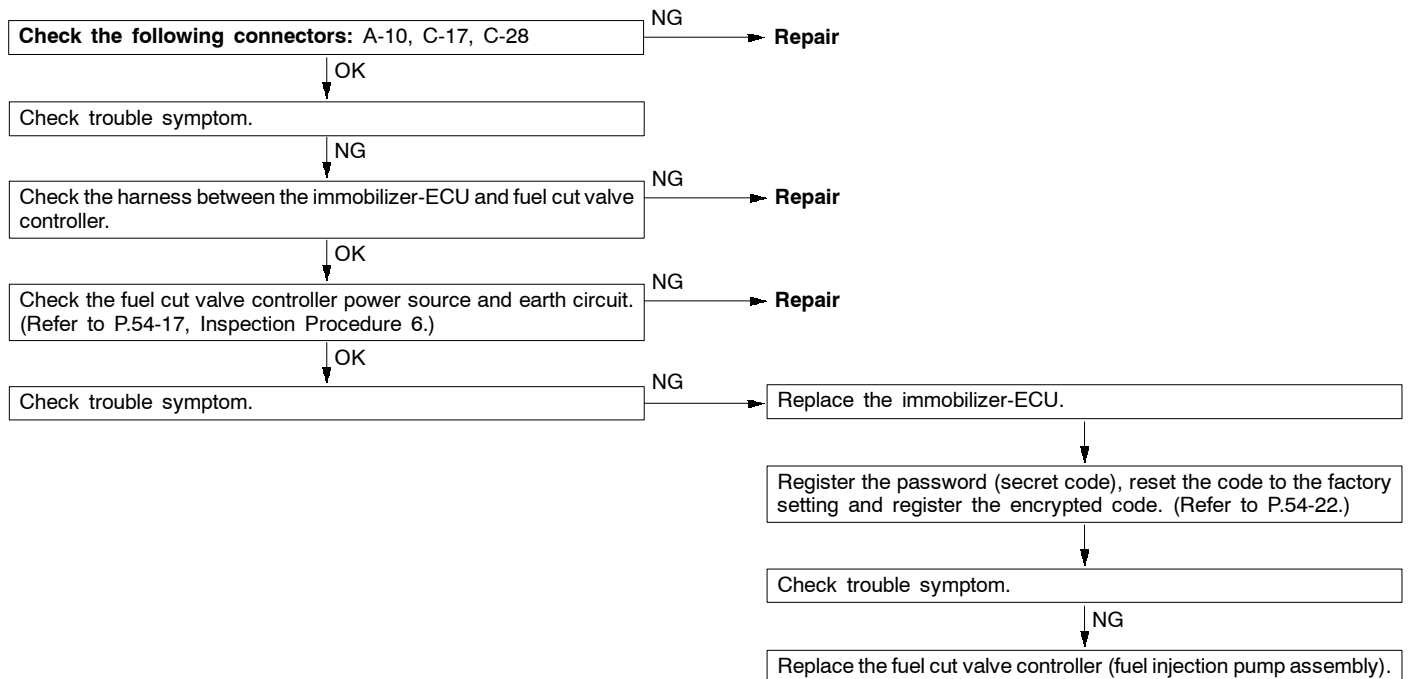 NG
Check the following connectors: A-10, C-17, C-28
Repair
OK
Check trouble symptom.
NG
NG
Check the harness between the immobilizer-ECU and fuel cut valve
controller.
Repair
OK
NG
Check the fuel cut valve controller power source and earth circuit.
(Refer to P.54-17, Inspection Procedure 6.)
Repair
OK
NG
Check trouble symptom.
Replace the immobilizer-ECU.
Register the password (secret code), reset the code to the factory
setting and register the encrypted code. (Refer to P.54-22.)
Check trouble symptom.
NG
Replace the fuel cut valve controller (fuel injection pump assembly).